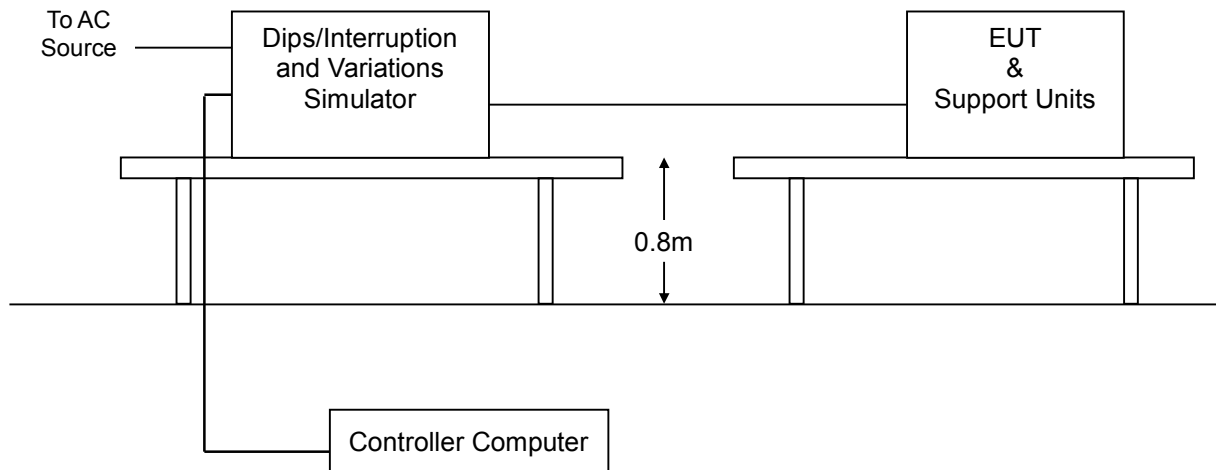 To AC
Source
Dips/Interruption
and Variations
Simulator
EUT
&
Support Units
0.8m
Controller Computer